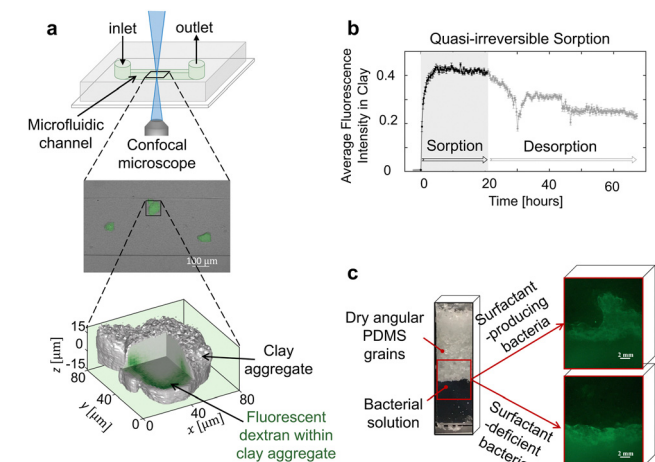 a
inlet
outlet
Microfluidic
channel
Confocal
microscope
100 μm
z [μm]
15
0
-15
80
40
0
y [μm]
0
40
80
x [μm]
Clay
aggregate
Fluorescent
dextran within
clay aggregate
b
Quasi-irreversible Sorption
Average Fluorescence
Intensity in Clay
0.4
0.2
0
Sorption
Desorption
0
20
40
60
Time [hours]
c
Dry angular
PDMS
grains
Bacterial
solution
Surfactant
-producing
bacteria
Surfactant
-deficient
bacteria
2 mm
2 mm